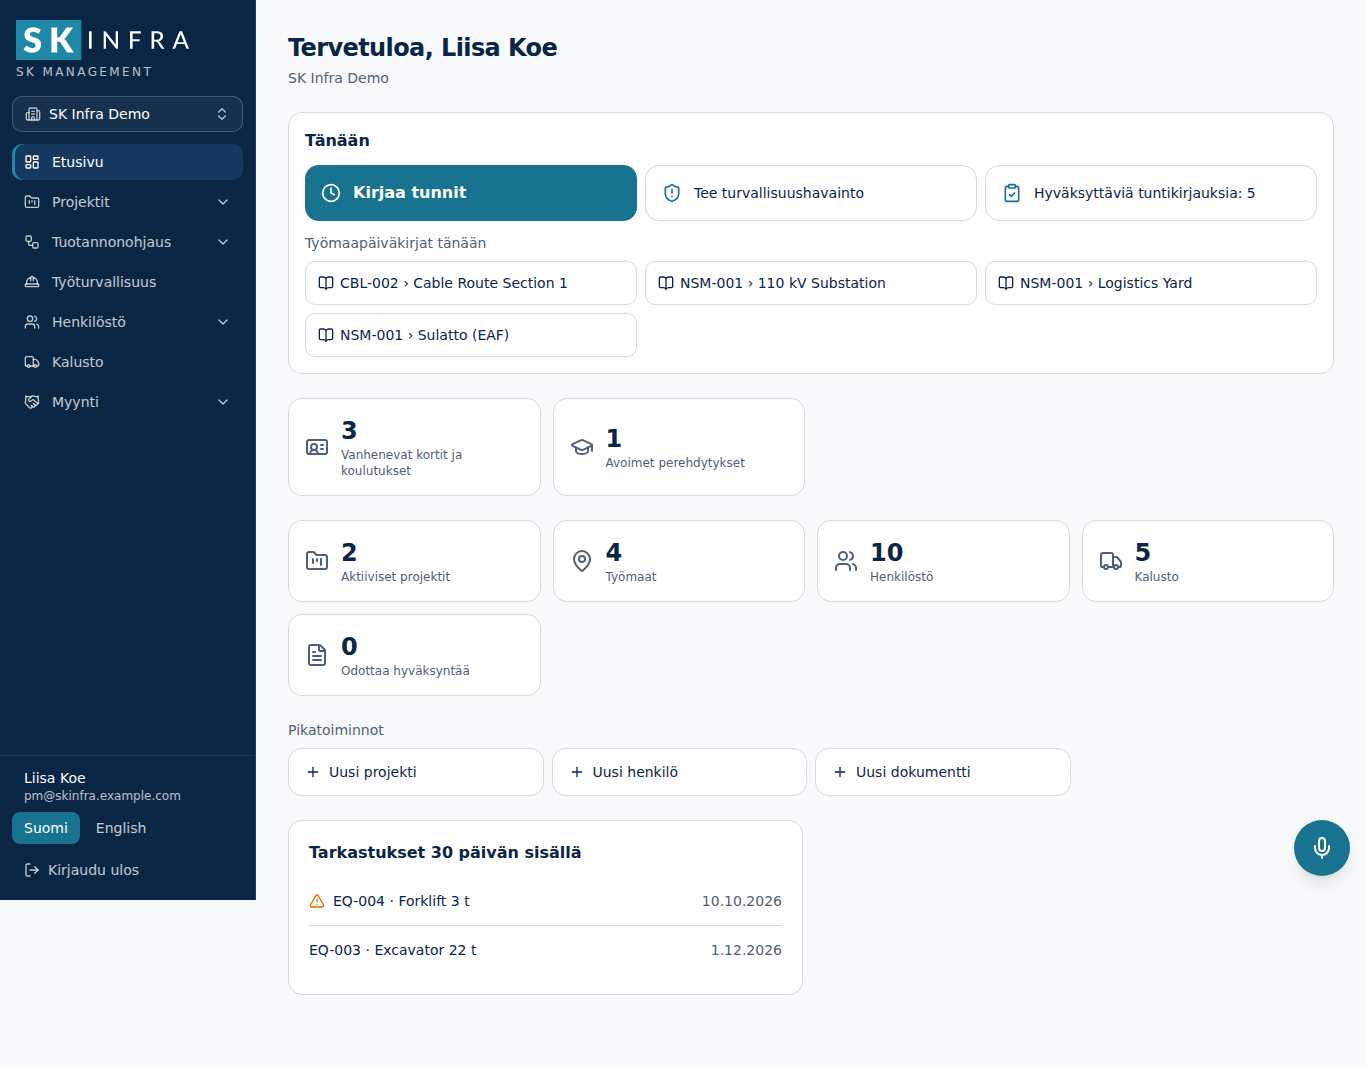 SK INFRA
SK MANAGEMENT
SK Infra Demo
Etusivu
Projektit
Tuotannonohjaus
Työturvallisuus
Henkilöstö
Kalusto
Myynti
Liisa Koe
pm@skinfra.example.com
Suomi English
Kirjaudu ulos
Tervetuloa, Liisa Koe
SK Infra Demo
Tänään
Kirjaa tunnit
Tee turvallisuushavainto
Hyväksyttäviä tuntikirjauksia: 5
Työmaapäiväkirjat tänään
CBL-002 › Cable Route Section 1
NSM-001 › 110 kV Substation
NSM-001 › Logistics Yard
NSM-001 › Sulatto (EAF)
3
Vanhenevat kortit ja
koulutukset
1
Avoimet perehdytykset
2
Aktiiviset projektit
4
Työmaat
10
Henkilöstö
5
Kalusto
0
Odottaa hyväksyntää
Pikatoiminnot
Uusi projekti
Uusi henkilö
Uusi dokumentti
Tarkastukset 30 päivän sisällä
EQ-004 · Forklift 3 t 10.10.2026
EQ-003 · Excavator 22 t 1.12.2026